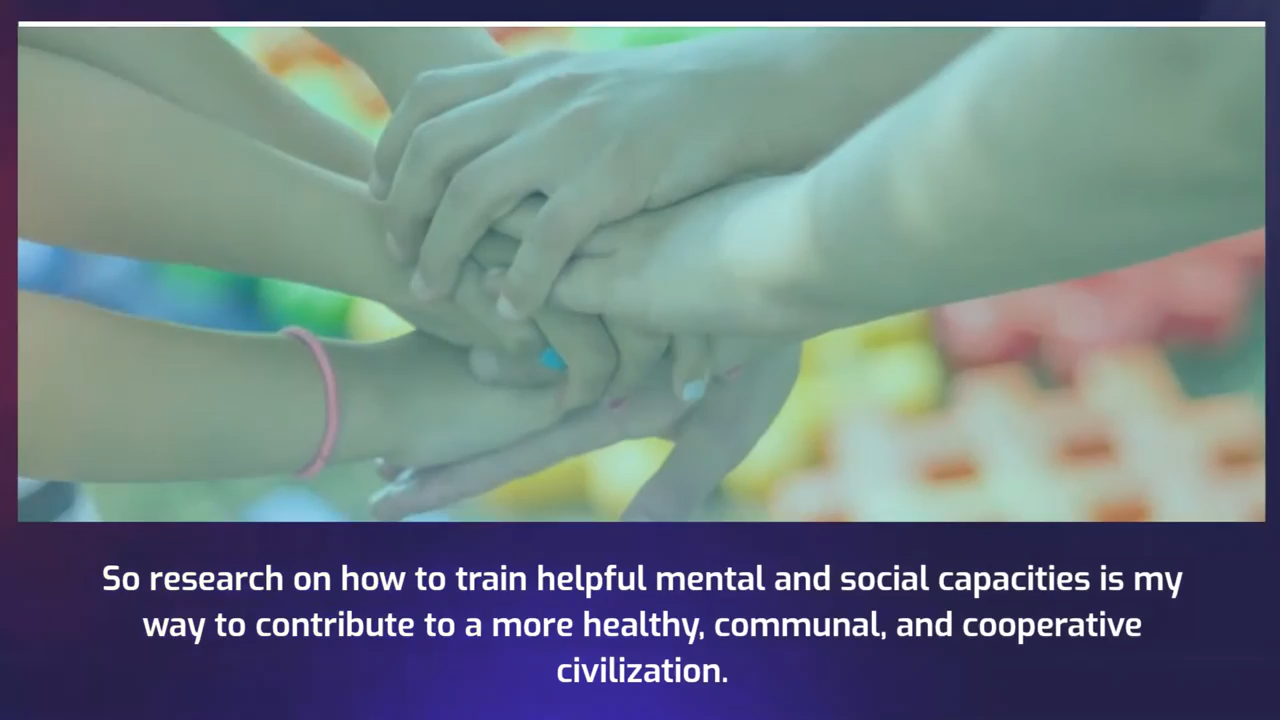 So research on how to train helpful mental and social capacities is my
way to contribute to a more healthy, communal, and cooperative
civilization.